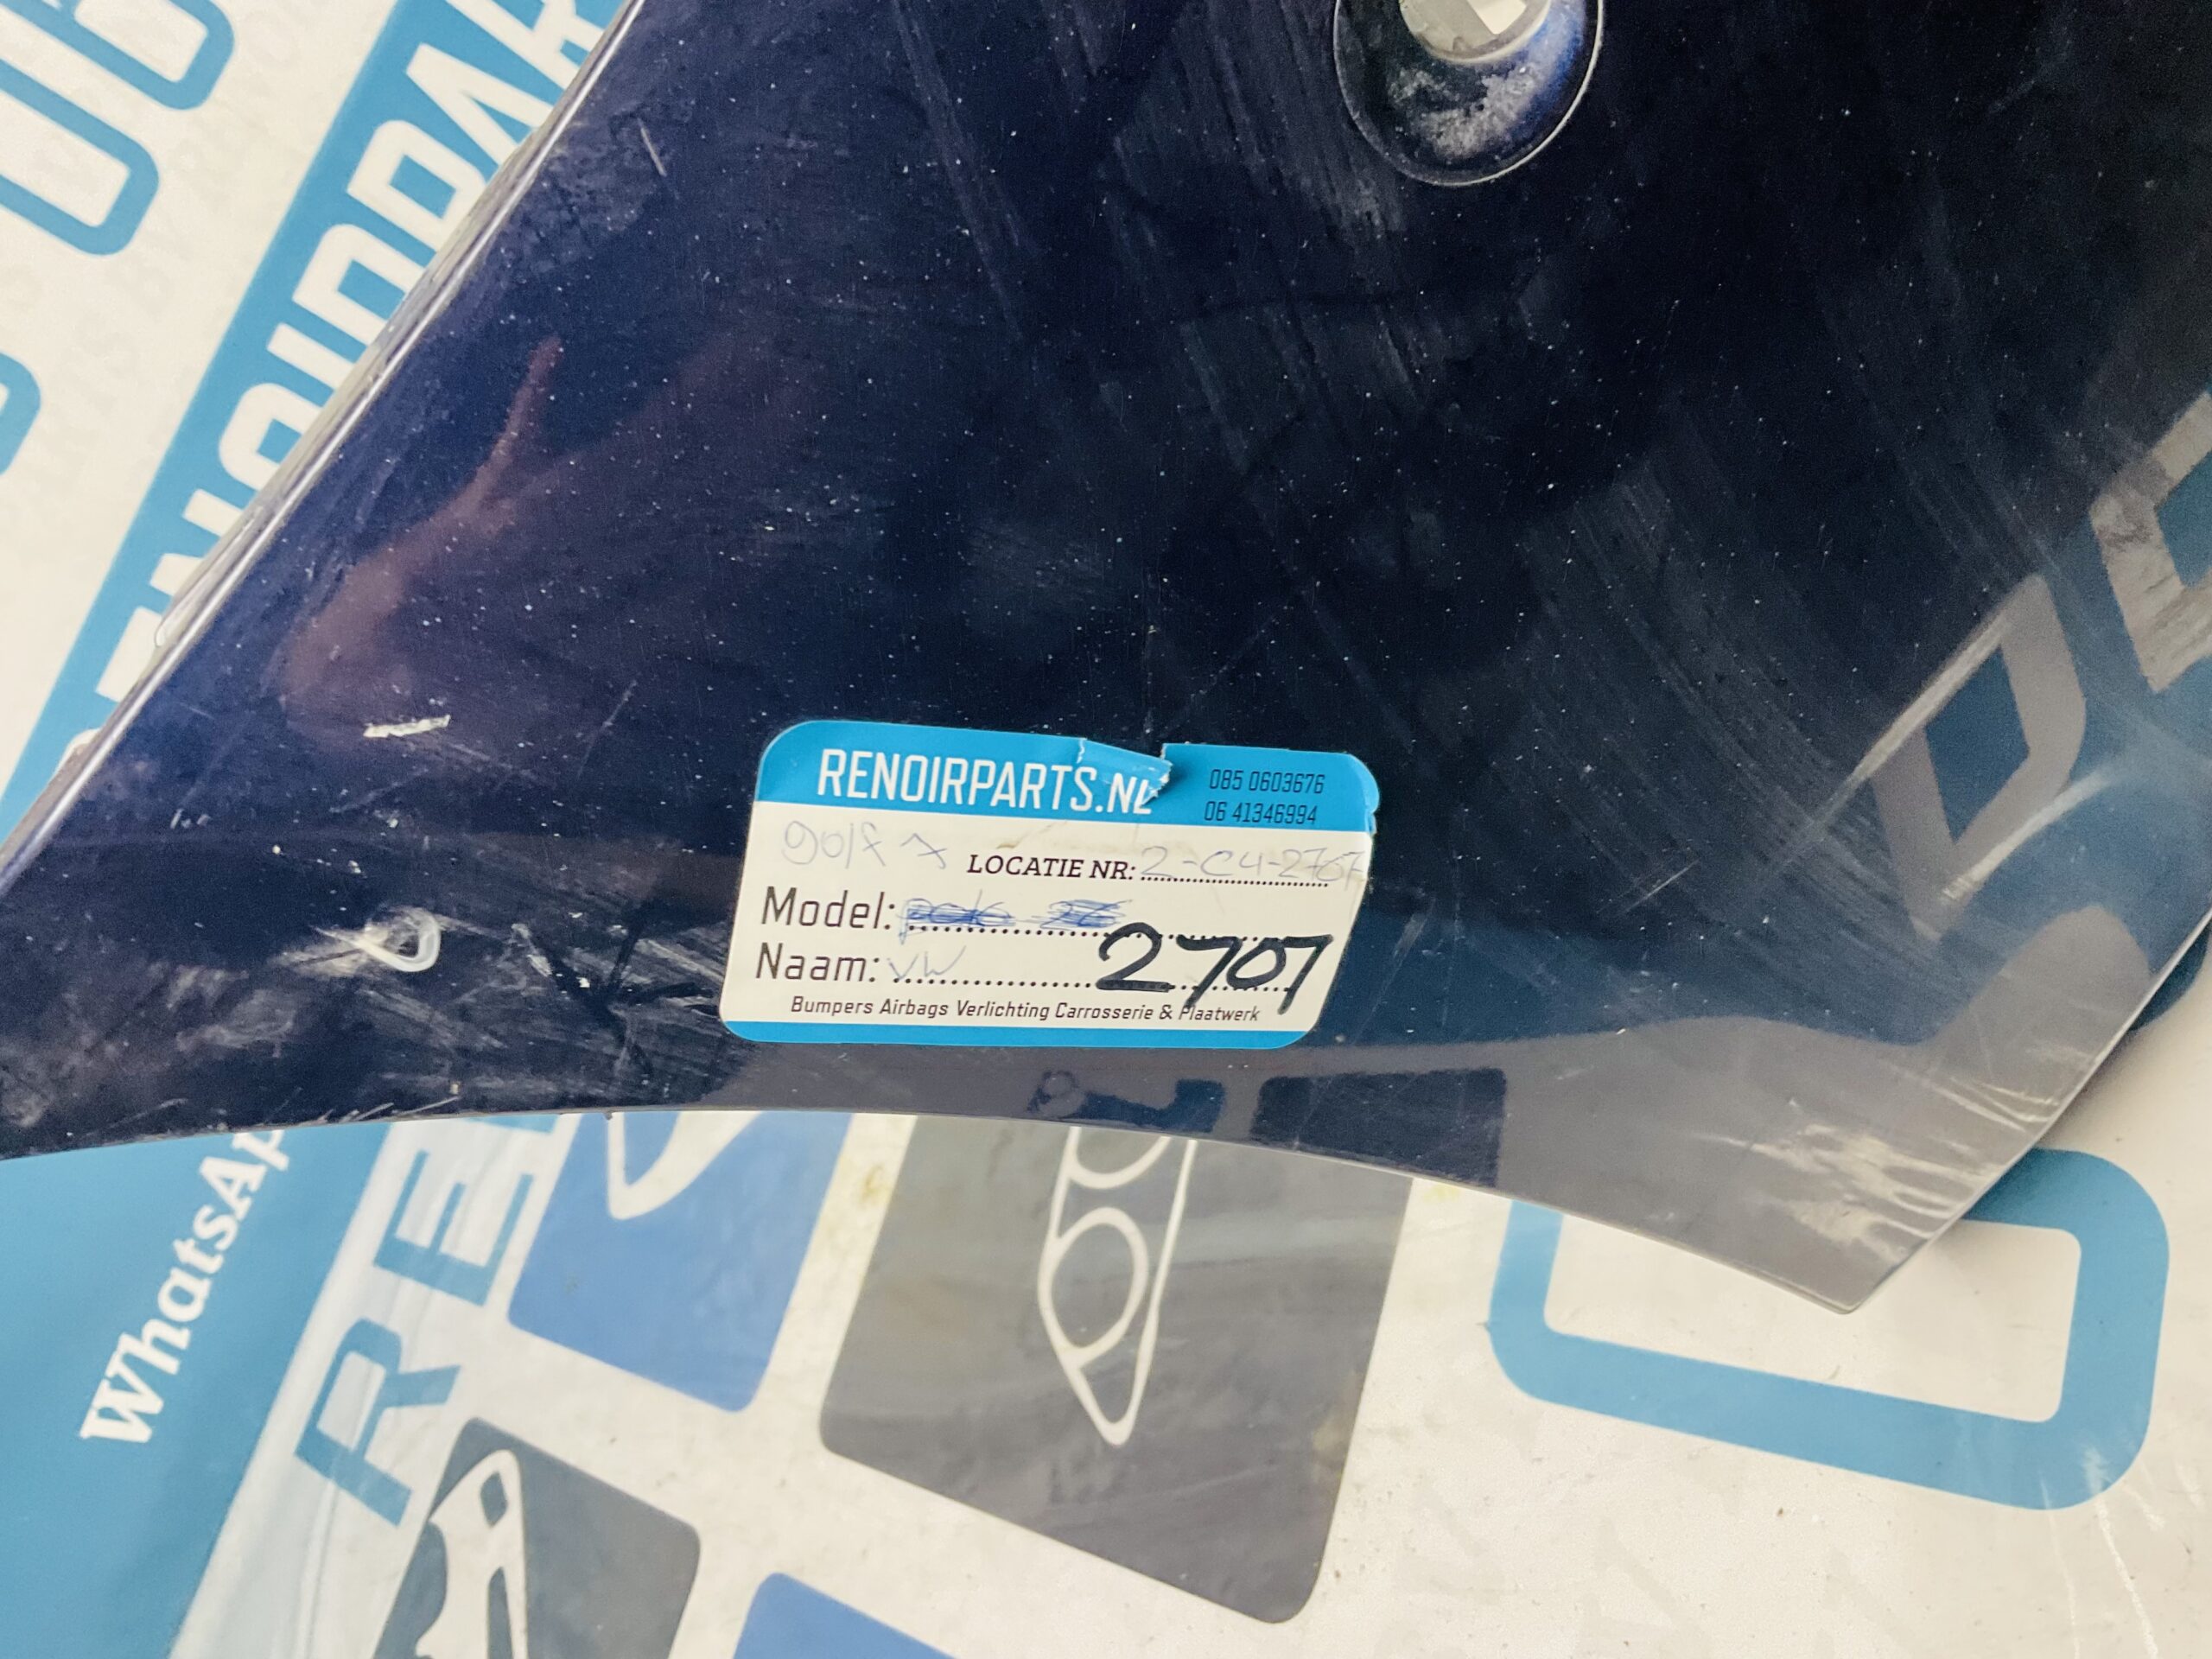 RENOIRPARTS.NL
085 0603676
06 41346994
golf 7
LOCATIE NR: 2-C4-2707
Model:
Naam: VW 2707
Bumpers Airbags Verlichting Carrosserie & Plaatwerk
WhatsAp